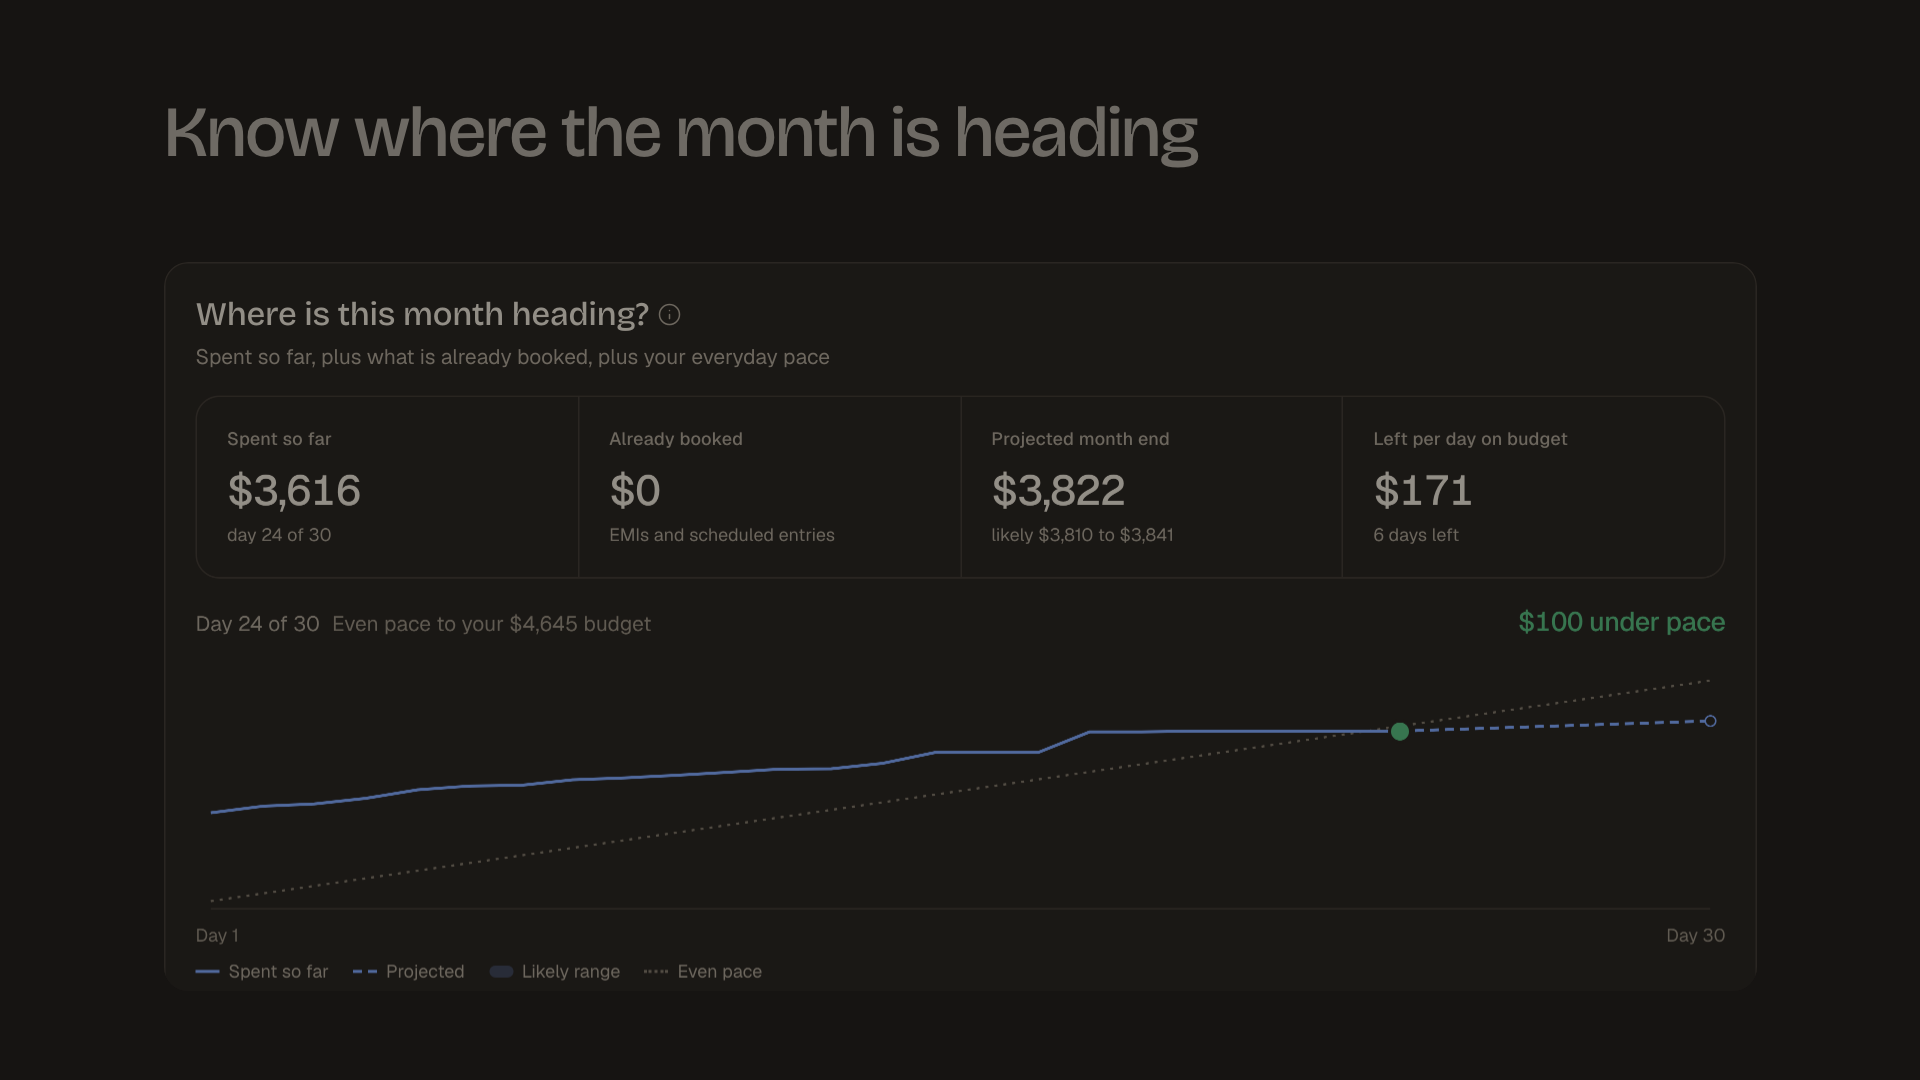 Know where the month is heading
Where is this month heading?
Spent so far, plus what is already booked, plus your everyday pace
Spent so far
$3,616
day 24 of 30
Already booked
$0
EMIs and scheduled entries
Projected month end
$3,822
likely $3,810 to $3,841
Left per day on budget
$171
6 days left
Day 24 of 30 Even pace to your $4,645 budget
$100 under pace
Day 1
Day 30
Spent so far
Projected
Likely range
Even pace